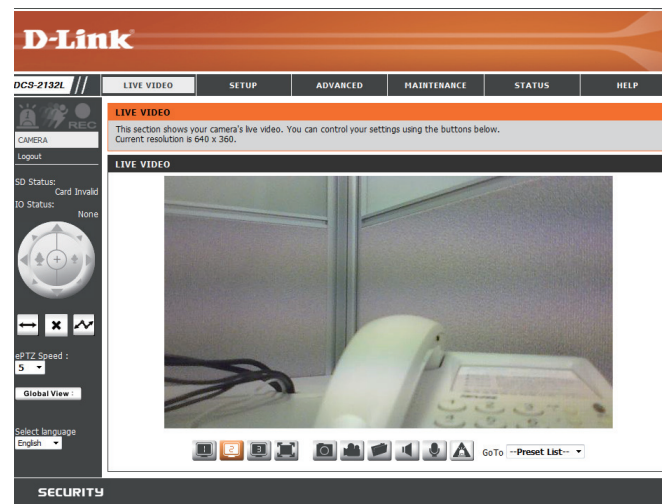 D-Link
DCS-2132L // LIVE VIDEO SETUP ADVANCED MAINTENANCE STATUS HELP
REC
CAMERA
Logout
SD Status:
Card Invalid
IO Status:
None
ePTZ Speed :
5
Global View :
Select language
English
LIVE VIDEO
This section shows your camera's live video. You can control your settings using the buttons below.
Current resolution is 640 x 360.
LIVE VIDEO
1 2 3
GoTo --Preset List--
SECURITY